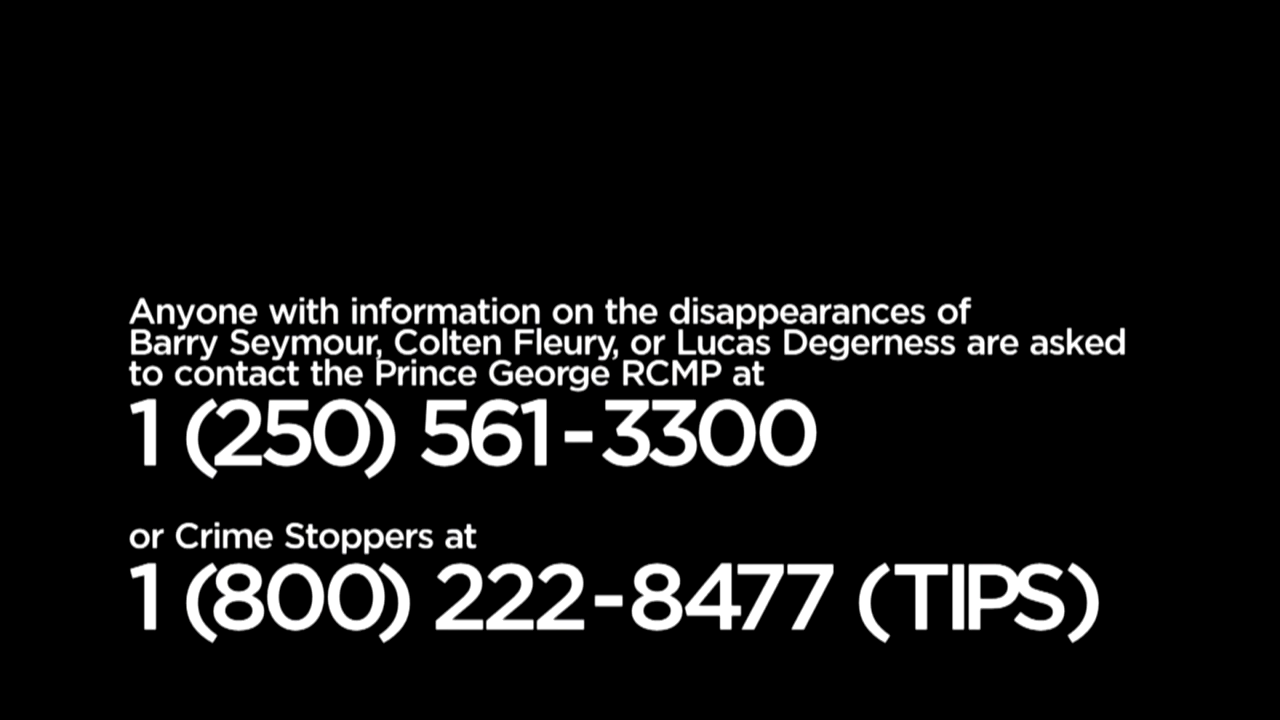 Anyone with information on the disappearances of
Barry Seymour, Colten Fleury, or Lucas Degerness are asked
to contact the Prince George RCMP at
1 (250) 561-3300
or Crime Stoppers at
1 (800) 222-8477 (TIPS)